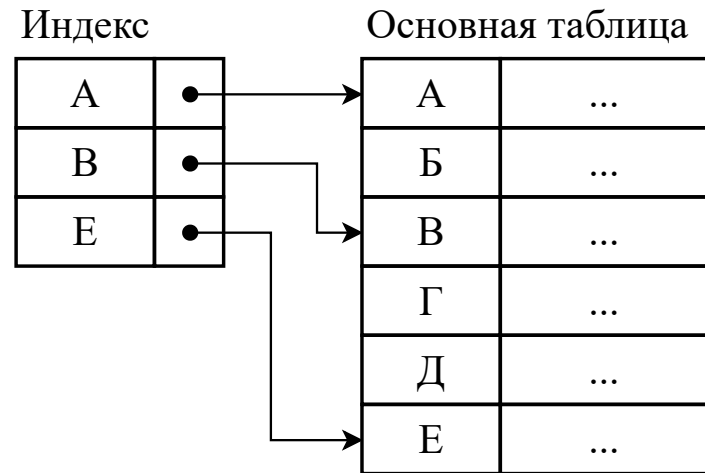 Индекс Основная таблица
А А ...
В Б ...
Е В ...
Г ...
Д ...
Е ...